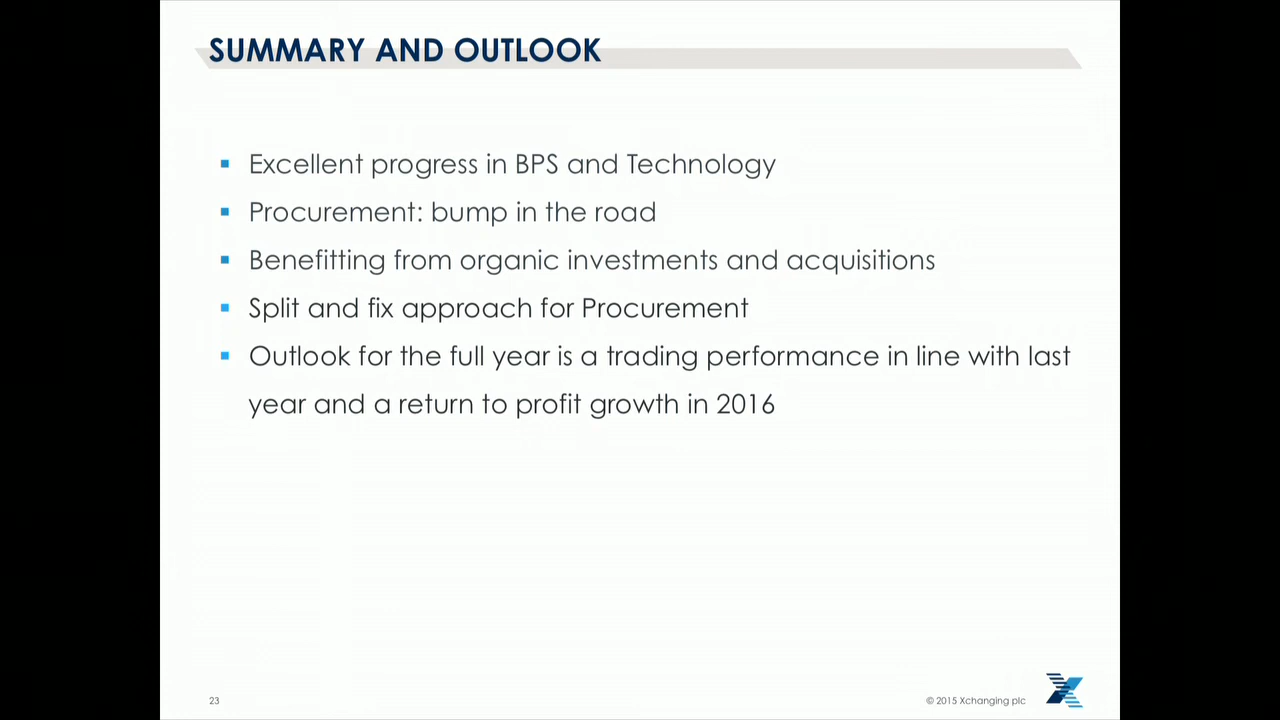 SUMMARY AND OUTLOOK
Excellent progress in BPS and Technology
Procurement: bump in the road
Benefitting from organic investments and acquisitions
Split and fix approach for Procurement
Outlook for the full year is a trading performance in line with last
year and a return to profit growth in 2016
23
© 2015 Xchanging plc